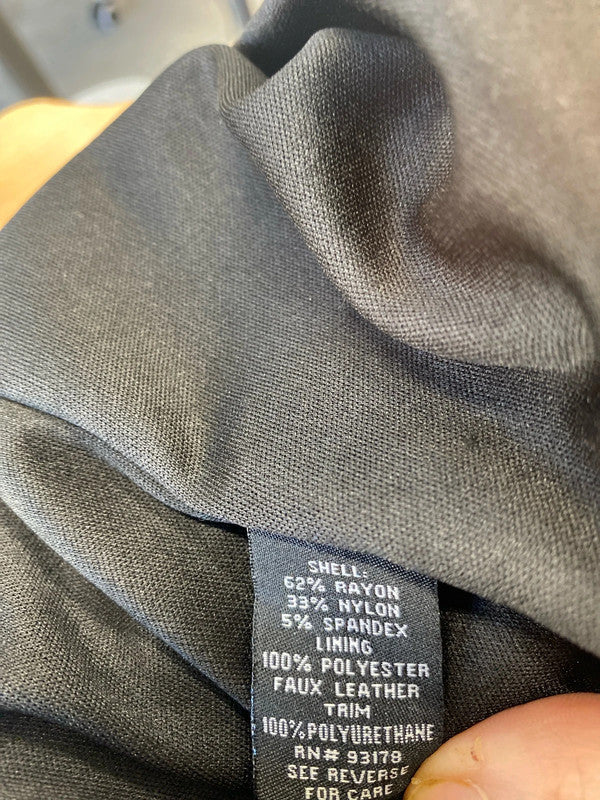 SHELL:
62% RAYON
33% NYLON
5% SPANDEX
LINING
100% POLYESTER
FAUX LEATHER
TRIM
100%POLYURETHANE
RN# 93178
SEE REVERSE
FOR CARE